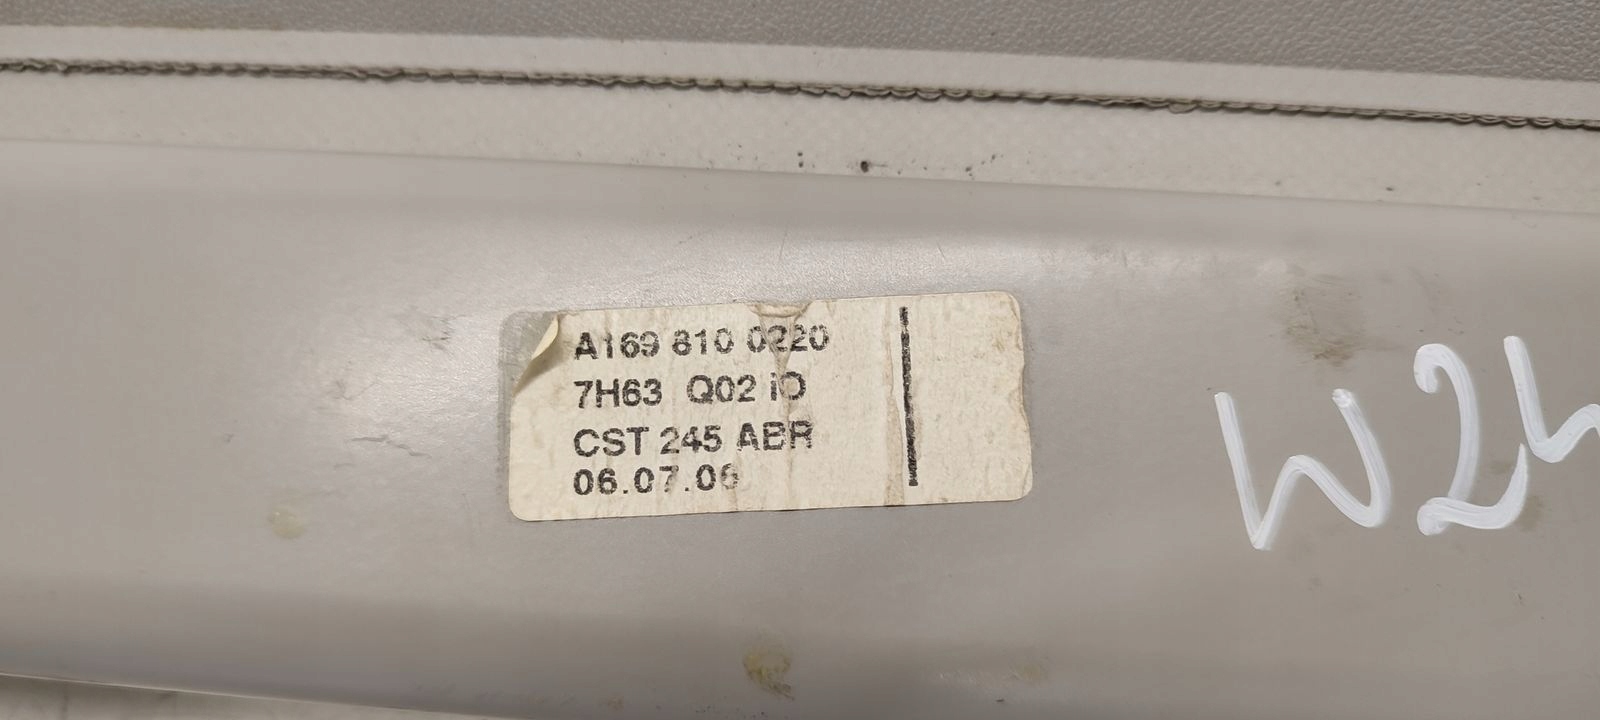 A169 810 0220
7H63 Q02 iO
CST 245 ABR
06.07.06
W24